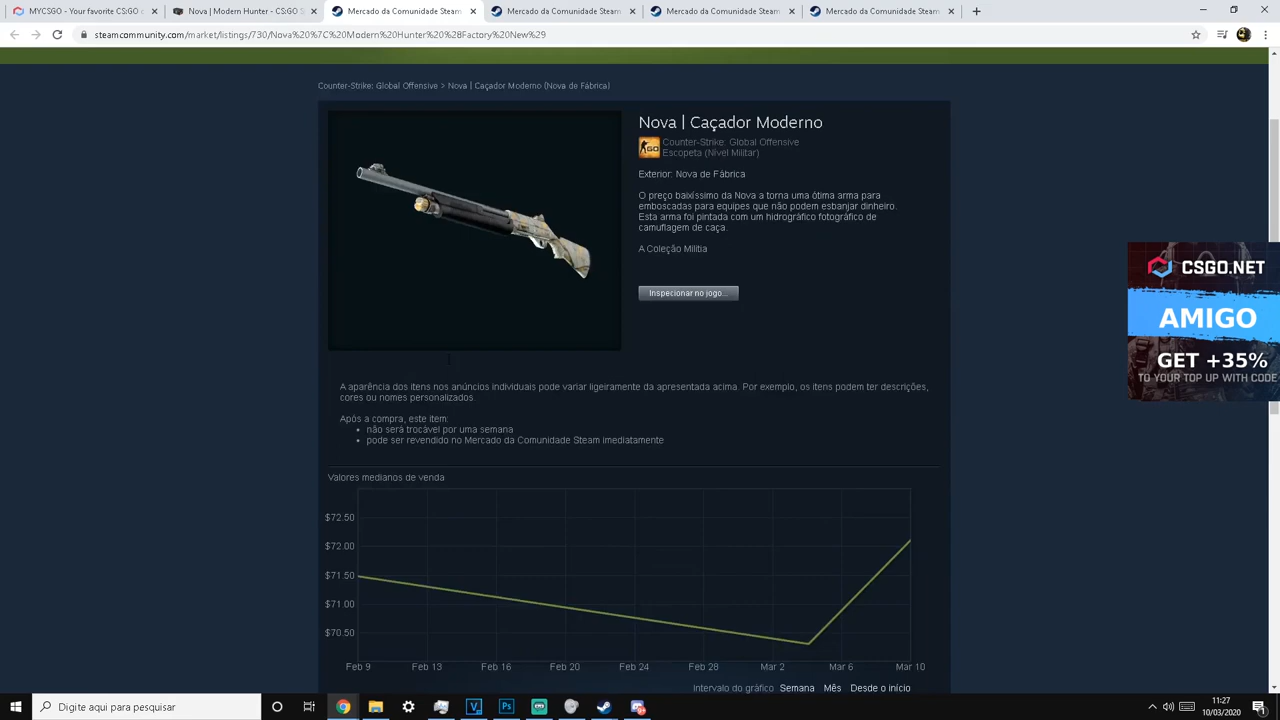 MYCSGO - Your favorite CS:GO c
Nova | Modern Hunter - CS:GO S
Mercado da Comunidade Steam
Mercado da Comunidade Steam
Mercado da Comunidade Steam
Mercado da Comunidade Steam
steamcommunity.com/market/listings/730/Nova%20%7C%20Modern%20Hunter%20%28Factory%20New%29
Counter-Strike: Global Offensive > Nova | Caçador Moderno (Nova de Fábrica)
Nova | Caçador Moderno
GO
Counter-Strike: Global Offensive
Escopeta (Nível Militar)
Exterior: Nova de Fábrica
O preço baixíssimo da Nova a torna uma ótima arma para
emboscadas para equipes que não podem esbanjar dinheiro.
Esta arma foi pintada com um hidrográfico fotográfico de
camuflagem de caça.
A Coleção Militia
Inspecionar no jogo...
CSGO.NET
AMIGO
GET +35%
TO YOUR TOP UP WITH CODE
A aparência dos itens nos anúncios individuais pode variar ligeiramente da apresentada acima. Por exemplo, os itens podem ter descrições,
cores ou nomes personalizados.
Após a compra, este item:
• não será trocável por uma semana
• pode ser revendido no Mercado da Comunidade Steam imediatamente
Valores medianos de venda
$72.50
$72.00
$71.50
$71.00
$70.50
Feb 9 Feb 13 Feb 16 Feb 20 Feb 24 Feb 28 Mar 2 Mar 6 Mar 10
Intervalo do gráfico Semana Mês Desde o início
Digite aqui para pesquisar
Ps
11:27
10/03/2020